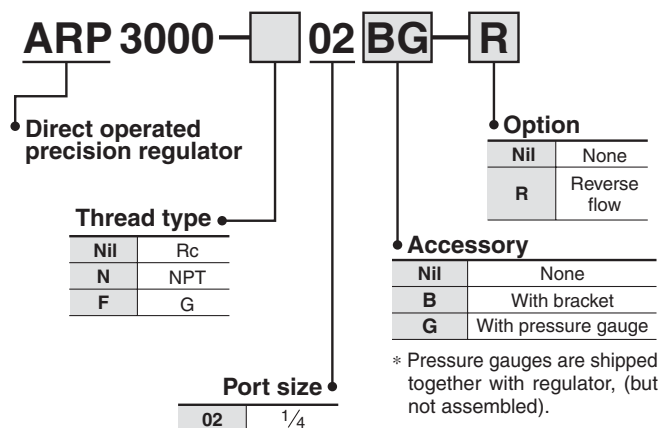 ARP 3000 — 02 BG — R
Direct operated
precision regulator
Option
Nil None
R Reverse
flow
Thread type
Nil Rc
N NPT
F G
Accessory
Nil None
B With bracket
G With pressure gauge
* Pressure gauges are shipped
together with regulator, (but
not assembled).
Port size
02 1/4